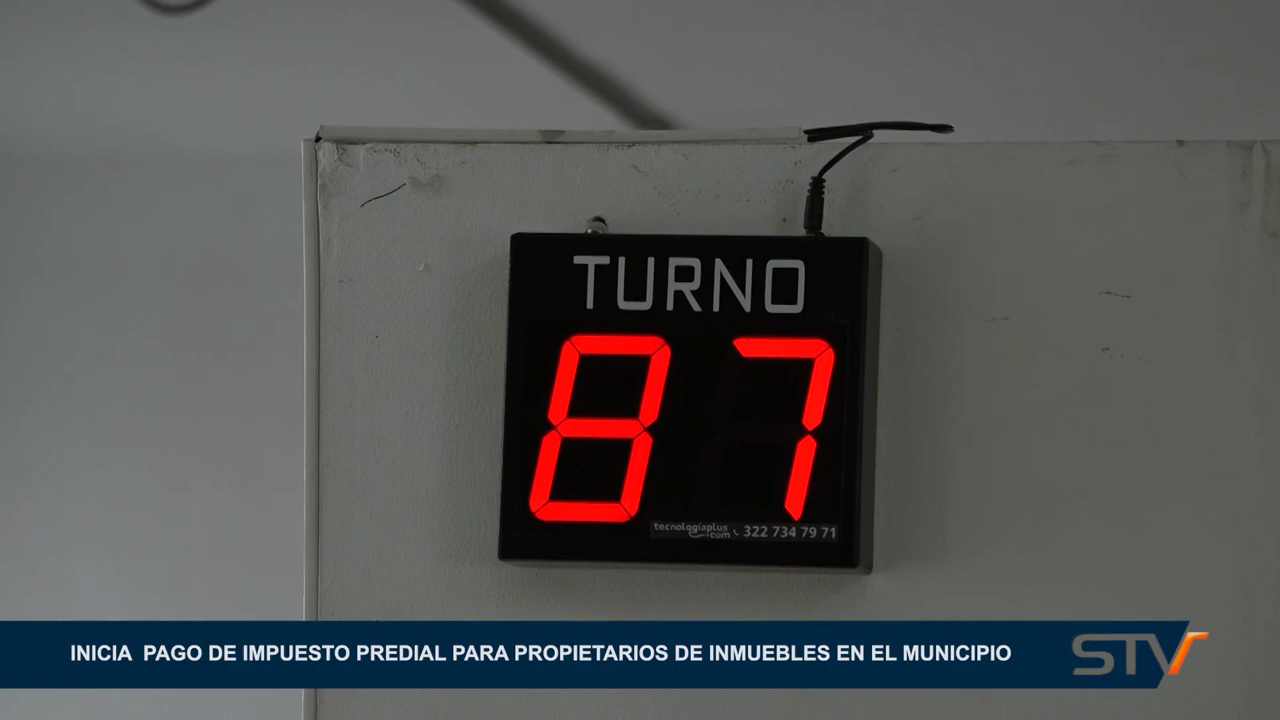 TURNO
87
tecnologiaplus
.com
322 734 79 71
INICIA PAGO DE IMPUESTO PREDIAL PARA PROPIETARIOS DE INMUEBLES EN EL MUNICIPIO
STV